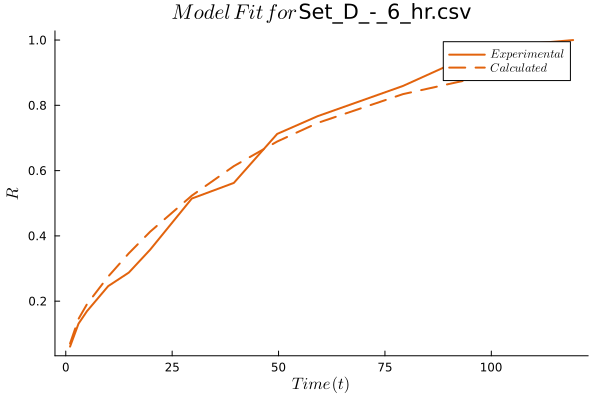 Model Fit for Set_D_-_6_hr.csv
Experimental
Calculated
1.0
0.8
0.6
0.4
0.2
R
0 25 50 75 100
Time(t)